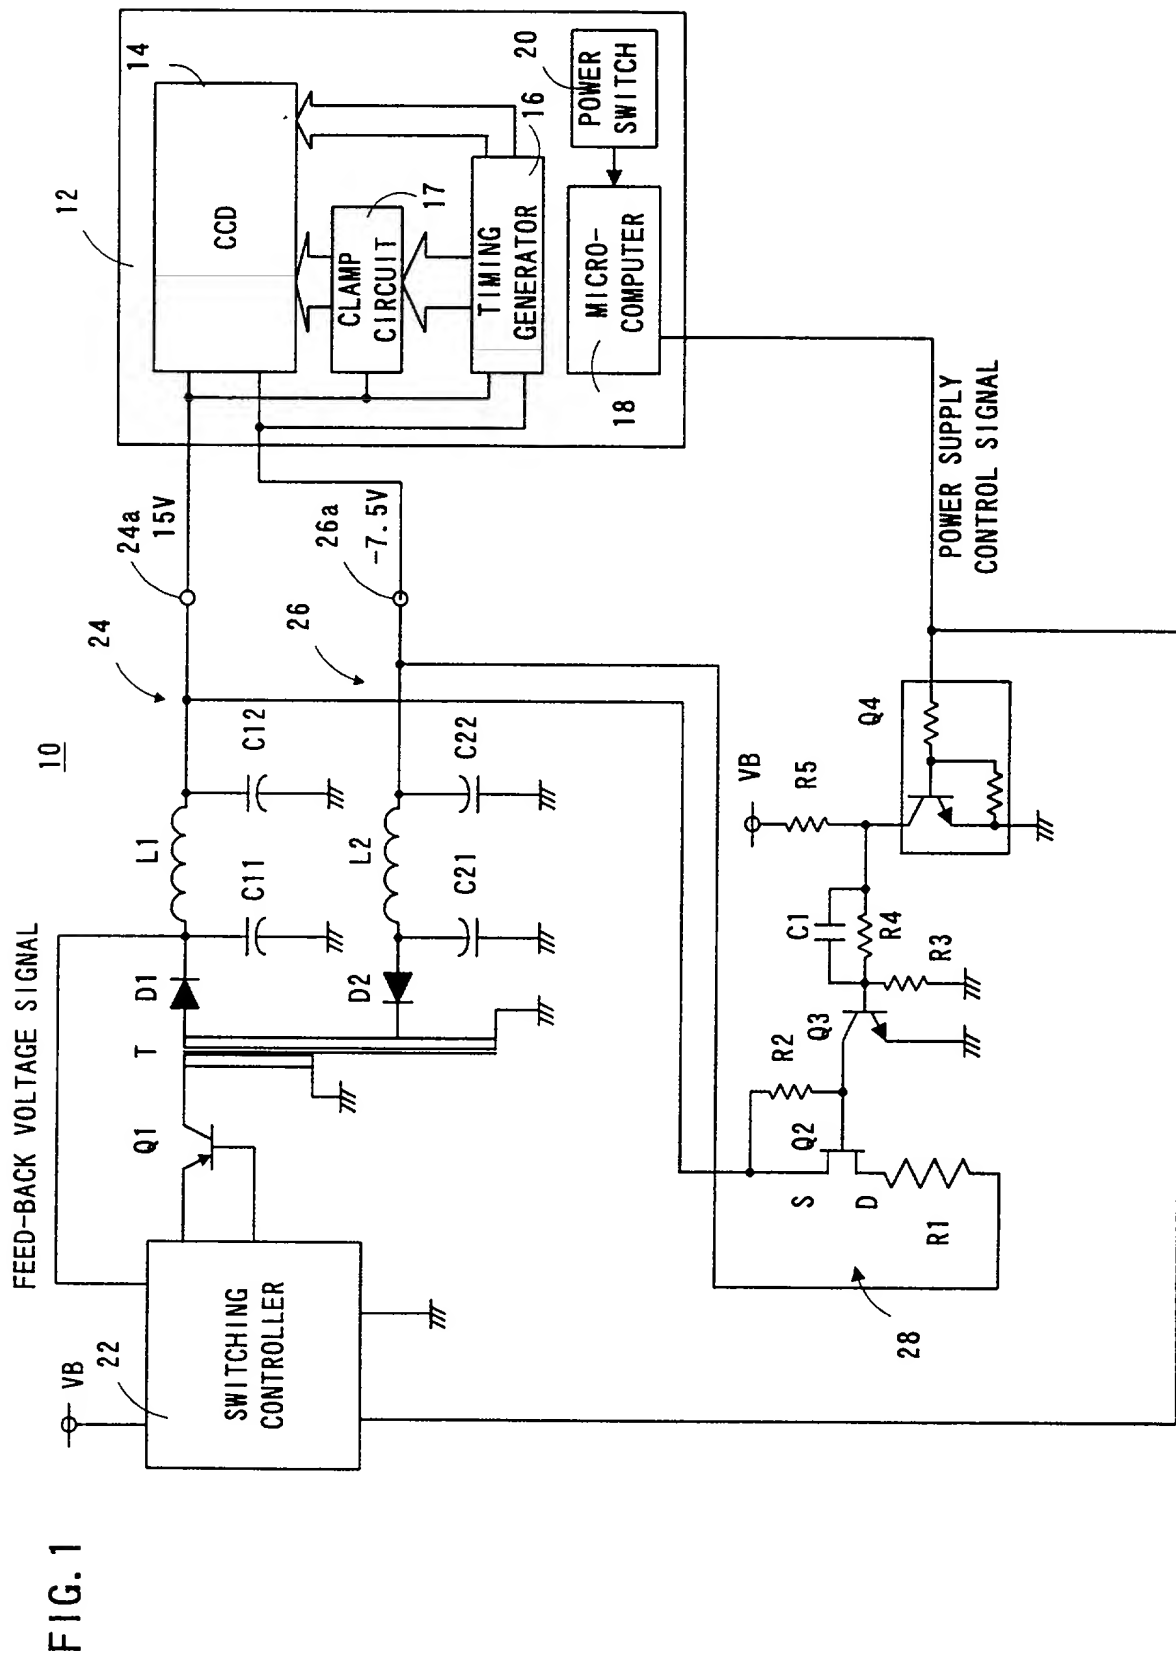 FIG.1
10
FEED-BACK VOLTAGE SIGNAL
VB
22
SWITCHING
CONTROLLER
Q1
T
D1
L1
C11
C12
24
24a
15V
D2
L2
C21
C22
26
26a
-7.5V
12
14
CCD
17
CLAMP
CIRCUIT
16
TIMING
GENERATOR
18
MICRO-
COMPUTER
20
POWER
SWITCH
28
S
D
Q2
R1
R2
Q3
C1
R4
R3
VB
R5
Q4
POWER SUPPLY
CONTROL SIGNAL